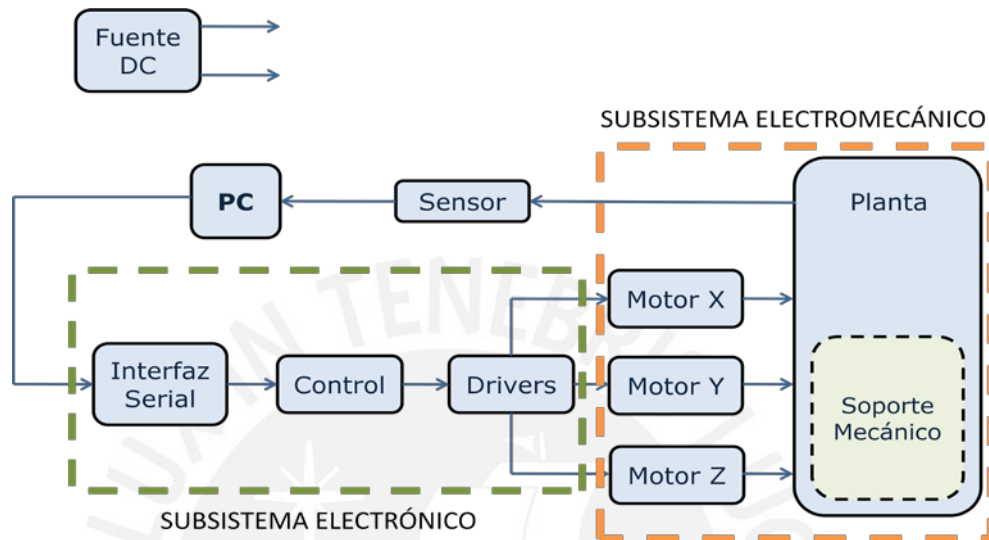 Fuente
DC
SUBSISTEMA ELECTROMECÁNICO
PC
Sensor
Planta
Motor X
Interfaz
Serial
Control
Drivers
Motor Y
Soporte
Mecánico
Motor Z
SUBSISTEMA ELECTRÓNICO